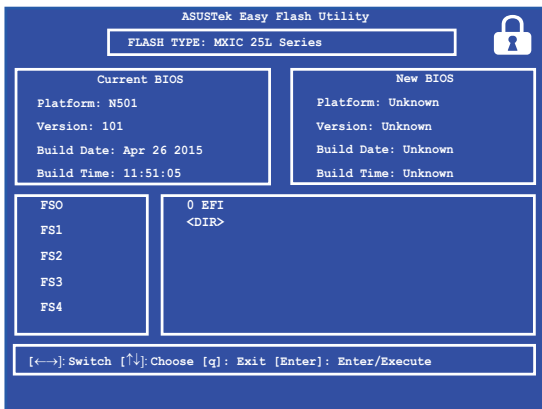 ASUSTek Easy Flash Utility
FLASH TYPE: MXIC 25L Series
Current BIOS
Platform: N501
Version: 101
Build Date: Apr 26 2015
Build Time: 11:51:05
New BIOS
Platform: Unknown
Version: Unknown
Build Date: Unknown
Build Time: Unknown
FSO
FS1
FS2
FS3
FS4
0 EFI
<DIR>
[←→]: Switch [↑↓]: Choose [q]: Exit [Enter]: Enter/Execute